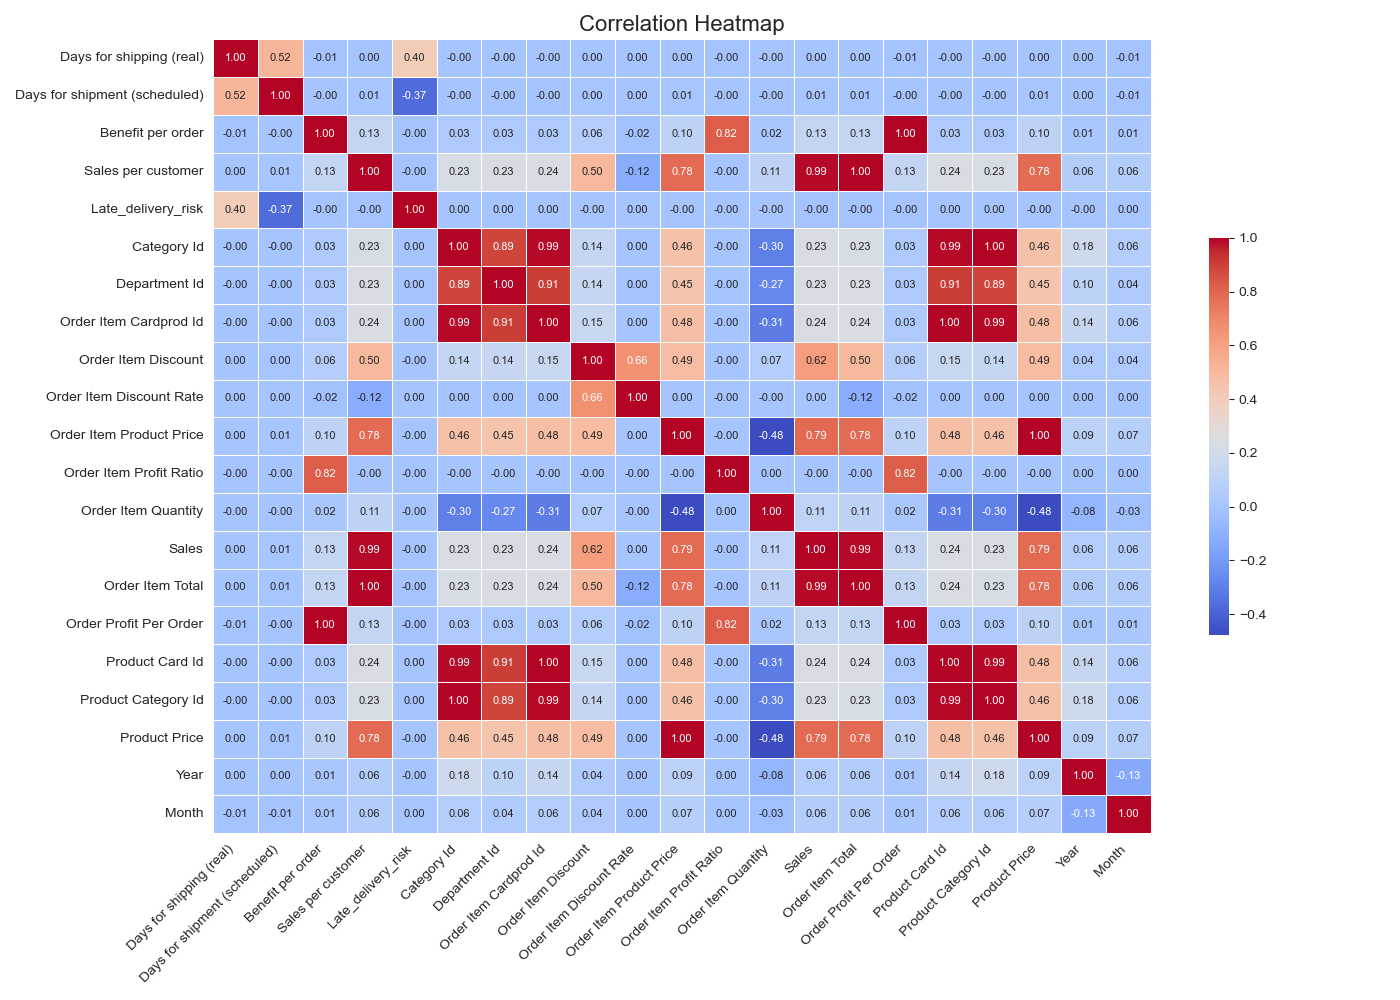 Correlation Heatmap
Days for shipping (real) 1.00 0.52 -0.01 0.00 0.40 -0.00 -0.00 -0.00 0.00 0.00 0.00 -0.00 -0.00 0.00 0.00 -0.01 -0.00 -0.00 0.00 0.00 -0.01
Days for shipment (scheduled) 0.52 1.00 -0.00 0.01 -0.37 -0.00 -0.00 -0.00 0.00 0.00 0.01 -0.00 -0.00 0.01 0.01 -0.00 -0.00 -0.00 0.01 0.00 -0.01
Benefit per order -0.01 -0.00 1.00 0.13 -0.00 0.03 0.03 0.03 0.06 -0.02 0.10 0.82 0.02 0.13 0.13 1.00 0.03 0.03 0.10 0.01 0.01
Sales per customer 0.00 0.01 0.13 1.00 -0.00 0.23 0.23 0.24 0.50 -0.12 0.78 -0.00 0.11 0.99 1.00 0.13 0.24 0.23 0.78 0.06 0.06
Late_delivery_risk 0.40 -0.37 -0.00 -0.00 1.00 0.00 0.00 0.00 -0.00 0.00 -0.00 -0.00 -0.00 -0.00 -0.00 -0.00 0.00 0.00 -0.00 -0.00 0.00
Category Id -0.00 -0.00 0.03 0.23 0.00 1.00 0.89 0.99 0.14 0.00 0.46 -0.00 -0.30 0.23 0.23 0.03 0.99 1.00 0.46 0.18 0.06
Department Id -0.00 -0.00 0.03 0.23 0.00 0.89 1.00 0.91 0.14 0.00 0.45 -0.00 -0.27 0.23 0.23 0.03 0.91 0.89 0.45 0.10 0.04
Order Item Cardprod Id -0.00 -0.00 0.03 0.24 0.00 0.99 0.91 1.00 0.15 0.00 0.48 -0.00 -0.31 0.24 0.24 0.03 1.00 0.99 0.48 0.14 0.06
Order Item Discount 0.00 0.00 0.06 0.50 -0.00 0.14 0.14 0.15 1.00 0.66 0.49 -0.00 0.07 0.62 0.50 0.06 0.15 0.14 0.49 0.04 0.04
Order Item Discount Rate 0.00 0.00 -0.02 -0.12 0.00 0.00 0.00 0.00 0.66 1.00 0.00 -0.00 -0.00 0.00 -0.12 -0.02 0.00 0.00 0.00 0.00 0.00
Order Item Product Price 0.00 0.01 0.10 0.78 -0.00 0.46 0.45 0.48 0.49 0.00 1.00 -0.00 -0.48 0.79 0.78 0.10 0.48 0.46 1.00 0.09 0.07
Order Item Profit Ratio -0.00 -0.00 0.82 -0.00 -0.00 -0.00 -0.00 -0.00 -0.00 -0.00 -0.00 1.00 0.00 -0.00 -0.00 0.82 -0.00 -0.00 -0.00 0.00 0.00
Order Item Quantity -0.00 -0.00 0.02 0.11 -0.00 -0.30 -0.27 -0.31 0.07 -0.00 -0.48 0.00 1.00 0.11 0.11 0.02 -0.31 -0.30 -0.48 -0.08 -0.03
Sales 0.00 0.01 0.13 0.99 -0.00 0.23 0.23 0.24 0.62 0.00 0.79 -0.00 0.11 1.00 0.99 0.13 0.24 0.23 0.79 0.06 0.06
Order Item Total 0.00 0.01 0.13 1.00 -0.00 0.23 0.23 0.24 0.50 -0.12 0.78 -0.00 0.11 0.99 1.00 0.13 0.24 0.23 0.78 0.06 0.06
Order Profit Per Order -0.01 -0.00 1.00 0.13 -0.00 0.03 0.03 0.03 0.06 -0.02 0.10 0.82 0.02 0.13 0.13 1.00 0.03 0.03 0.10 0.01 0.01
Product Card Id -0.00 -0.00 0.03 0.24 0.00 0.99 0.91 1.00 0.15 0.00 0.48 -0.00 -0.31 0.24 0.24 0.03 1.00 0.99 0.48 0.14 0.06
Product Category Id -0.00 -0.00 0.03 0.23 0.00 1.00 0.89 0.99 0.14 0.00 0.46 -0.00 -0.30 0.23 0.23 0.03 0.99 1.00 0.46 0.18 0.06
Product Price 0.00 0.01 0.10 0.78 -0.00 0.46 0.45 0.48 0.49 0.00 1.00 -0.00 -0.48 0.79 0.78 0.10 0.48 0.46 1.00 0.09 0.07
Year 0.00 0.00 0.01 0.06 -0.00 0.18 0.10 0.14 0.04 0.00 0.09 0.00 -0.08 0.06 0.06 0.01 0.14 0.18 0.09 1.00 -0.13
Month -0.01 -0.01 0.01 0.06 0.00 0.06 0.04 0.06 0.04 0.00 0.07 0.00 -0.03 0.06 0.06 0.01 0.06 0.06 0.07 -0.13 1.00
Days for shipping (real)
Days for shipment (scheduled)
Benefit per order
Sales per customer
Late_delivery_risk
Category Id
Department Id
Order Item Cardprod Id
Order Item Discount
Order Item Discount Rate
Order Item Product Price
Order Item Profit Ratio
Order Item Quantity
Sales
Order Item Total
Order Profit Per Order
Product Card Id
Product Category Id
Product Price
Year
Month
1.0
0.8
0.6
0.4
0.2
0.0
−0.2
−0.4